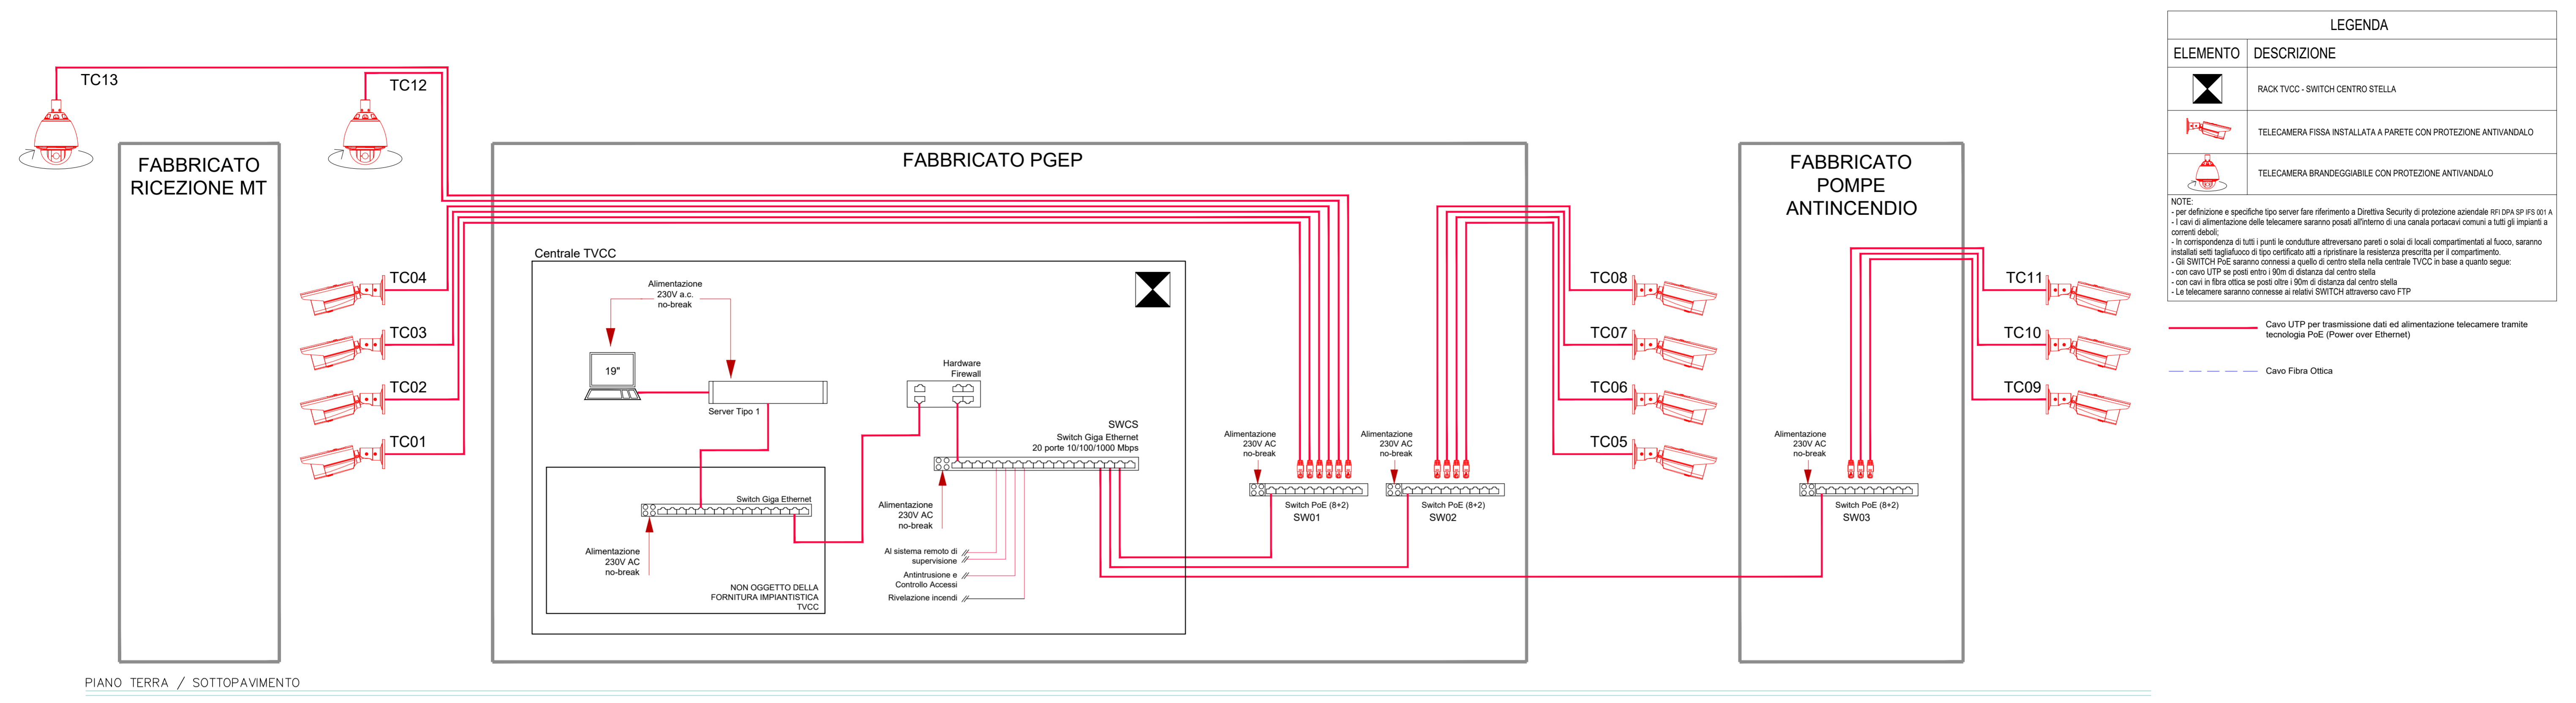 TC13
TC12
FABBRICATO
RICEZIONE MT
FABBRICATO PGEP
FABBRICATO
POMPE
ANTINCENDIO
Centrale TVCC
TC04
TC03
TC02
TC01
Alimentazione
230V a.c.
no-break
19"
Server Tipo 1
Hardware
Firewall
SWCS
Switch Giga Ethernet
20 porte 10/100/1000 Mbps
Switch Giga Ethernet
Alimentazione
230V AC
no-break
NON OGGETTO DELLA
FORNITURA IMPIANTISTICA
TVCC
Alimentazione
230V AC
no-break
Al sistema remoto di
supervisione
Antintrusione e
Controllo Accessi
Rivelazione incendi
Alimentazione
230V AC
no-break
Switch PoE (8+2)
SW01
Alimentazione
230V AC
no-break
Switch PoE (8+2)
SW02
TC08
TC07
TC06
TC05
Alimentazione
230V AC
no-break
Switch PoE (8+2)
SW03
TC11
TC10
TC09
PIANO TERRA / SOTTOPAVIMENTO
LEGENDA
ELEMENTO DESCRIZIONE
RACK TVCC - SWITCH CENTRO STELLA
TELECAMERA FISSA INSTALLATA A PARETE CON PROTEZIONE ANTIVANDALO
TELECAMERA BRANDEGGIABILE CON PROTEZIONE ANTIVANDALO
NOTE:
- per definizione e specifiche tipo server fare riferimento a Direttiva Security di protezione aziendale RFI DPA SP IFS 001 A
- I cavi di alimentazione delle telecamere saranno posati all'interno di una canala portacavi comuni a tutti gli impianti a
correnti deboli;
- In corrispondenza di tutti i punti le condutture attreversano pareti o solai di locali compartimentati al fuoco, saranno
installati setti tagliafuoco di tipo certificato atti a ripristinare la resistenza prescritta per il compartimento.
- Gli SWITCH PoE saranno connessi a quello di centro stella nella centrale TVCC in base a quanto segue:
- con cavo UTP se posti entro i 90m di distanza dal centro stella
- con cavi in fibra ottica se posti oltre i 90m di distanza dal centro stella
- Le telecamere saranno connesse ai relativi SWITCH attraverso cavo FTP
Cavo UTP per trasmissione dati ed alimentazione telecamere tramite
tecnologia PoE (Power over Ethernet)
Cavo Fibra Ottica